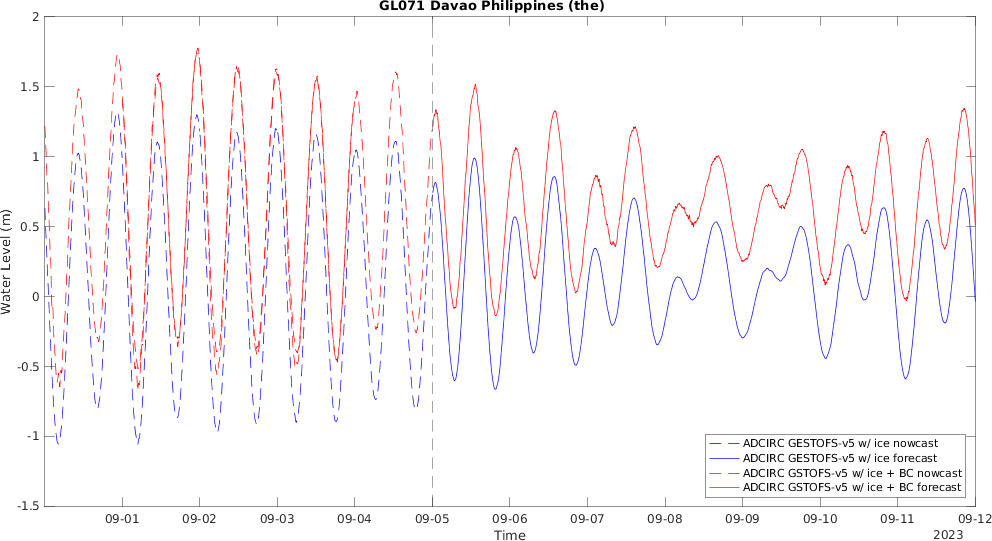 GL071 Davao Philippines (the)
2
1.5
1
0.5
0
-0.5
-1
-1.5
Water Level (m)
ADCIRC GESTOFS-v5 w/ ice nowcast
ADCIRC GESTOFS-v5 w/ ice forecast
ADCIRC GSTOFS-v5 w/ ice + BC nowcast
ADCIRC GSTOFS-v5 w/ ice + BC forecast
09-01 09-02 09-03 09-04 09-05 09-06 09-07 09-08 09-09 09-10 09-11 09-12
Time
2023